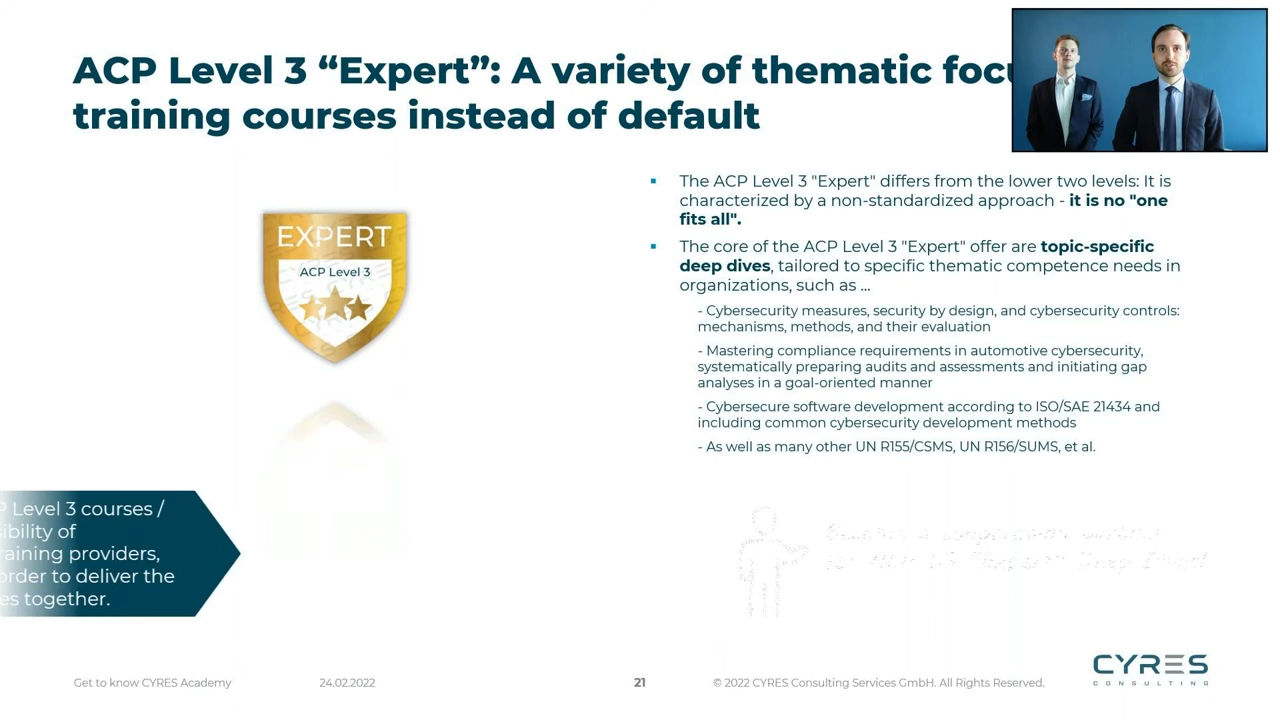 ACP Level 3 “Expert”: A variety of thematic
training courses instead of default
EXPERT
ACP Level 3
▪ The ACP Level 3 "Expert" differs from the lower two levels: It is
characterized by a non-standardized approach - it is no "one
fits all".
▪ The core of the ACP Level 3 "Expert" offer are topic-specific
deep dives, tailored to specific thematic competence needs in
organizations, such as ...
- Cybersecurity measures, security by design, and cybersecurity controls:
mechanisms, methods, and their evaluation
- Mastering compliance requirements in automotive cybersecurity,
systematically preparing audits and assessments and initiating gap
analyses in a goal-oriented manner
- Cybersecure software development according to ISO/SAE 21434 and
including common cybersecurity development methods
- As well as many other UN R155/CSMS, UN R156/SUMS, et al.
Level 3 courses /
of
providers,
order to deliver the
together.
Get to know CYRES Academy
24.02.2022
21
© 2022 CYRES Consulting Services GmbH. All Rights Reserved.
CYRES
CONSULTING